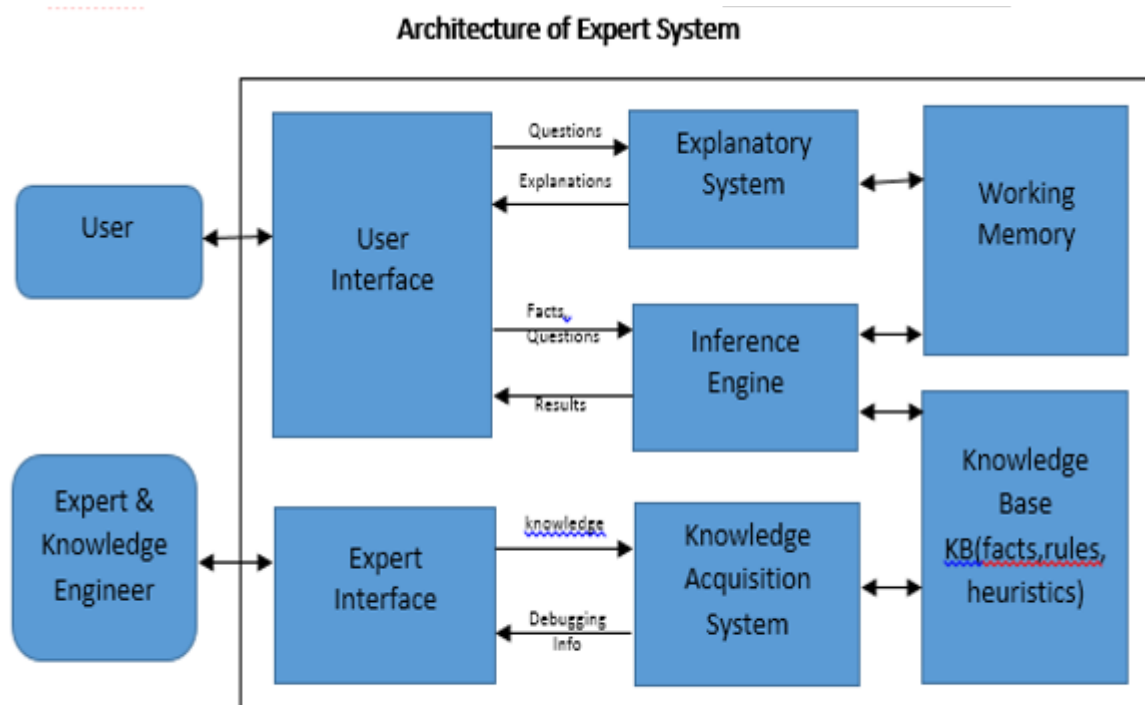 Architecture of Expert System
User
User
Interface
Questions
Explanations
Explanatory
System
Working
Memory
Facts,
Questions
Results
Inference
Engine
Expert &
Knowledge
Engineer
Expert
Interface
knowledge
Debugging
Info
Knowledge
Acquisition
System
Knowledge
Base
KB(facts,rules,
heuristics)